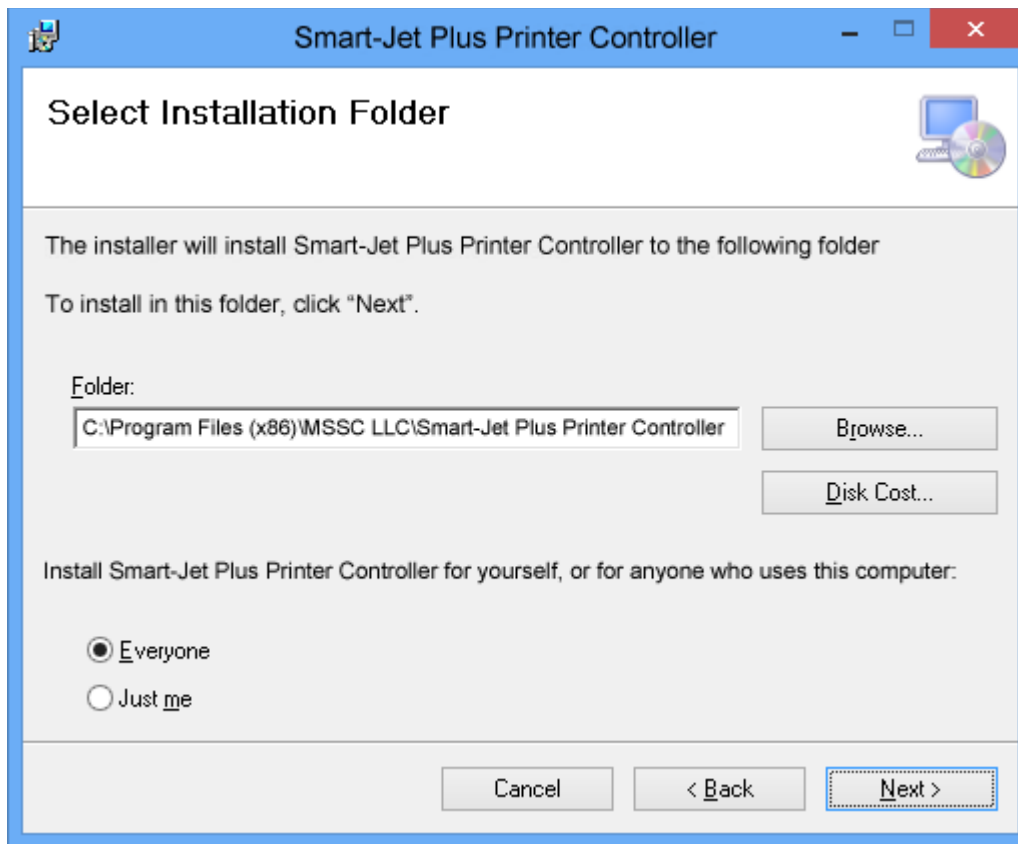 Smart-Jet Plus Printer Controller
Select Installation Folder
The installer will install Smart-Jet Plus Printer Controller to the following folder
To install in this folder, click “Next”.
Folder:
C:\Program Files (x86)\MSSC LLC\Smart-Jet Plus Printer Controller
Browse...
Disk Cost...
Install Smart-Jet Plus Printer Controller for yourself, or for anyone who uses this computer:
Everyone
Just me
Cancel
< Back
Next >